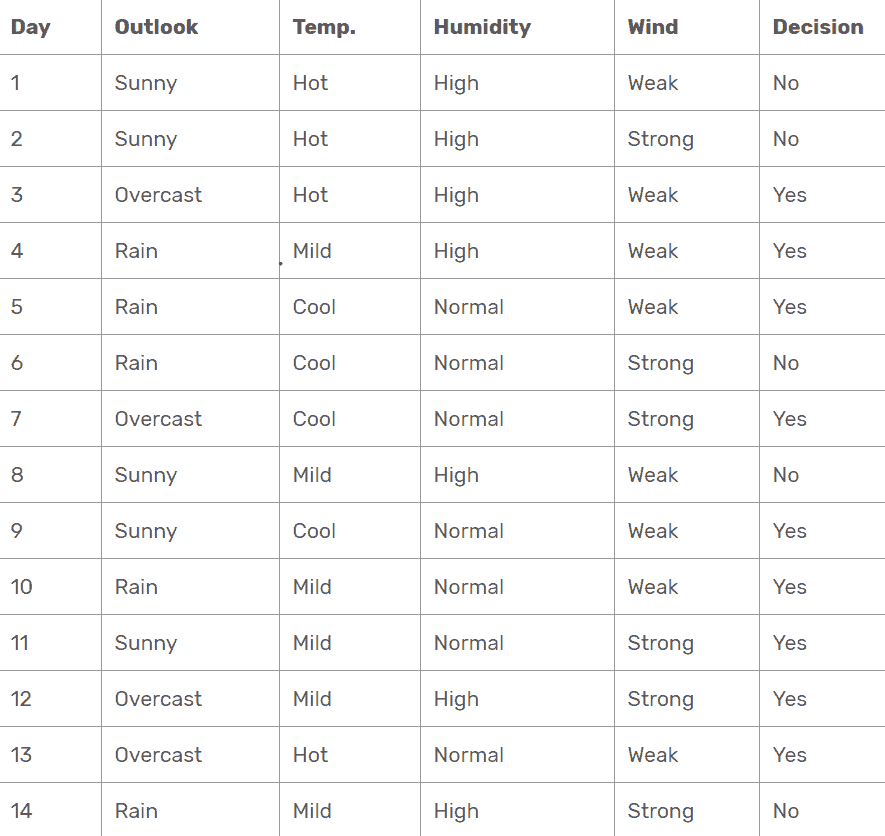 Day Outlook Temp. Humidity Wind Decision
1 Sunny Hot High Weak No
2 Sunny Hot High Strong No
3 Overcast Hot High Weak Yes
4 Rain Mild High Weak Yes
5 Rain Cool Normal Weak Yes
6 Rain Cool Normal Strong No
7 Overcast Cool Normal Strong Yes
8 Sunny Mild High Weak No
9 Sunny Cool Normal Weak Yes
10 Rain Mild Normal Weak Yes
11 Sunny Mild Normal Strong Yes
12 Overcast Mild High Strong Yes
13 Overcast Hot Normal Weak Yes
14 Rain Mild High Strong No